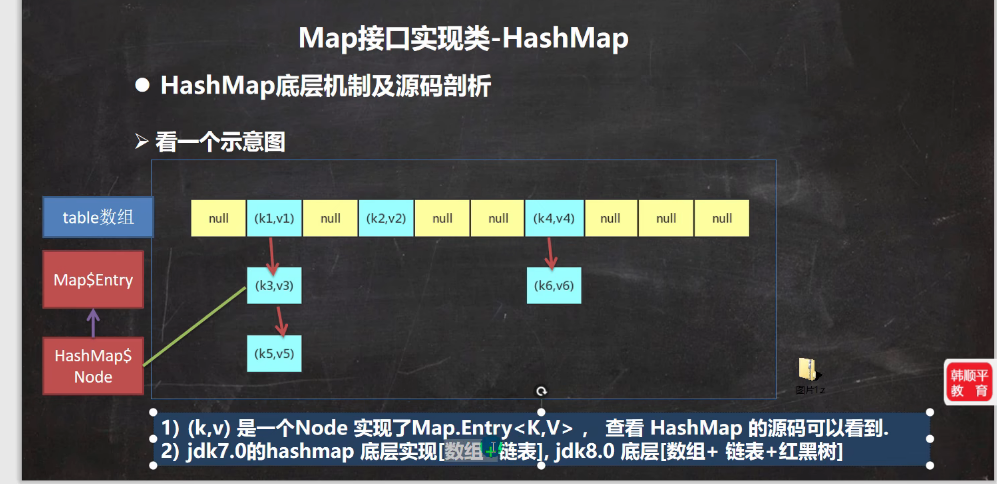 Map接口实现类-HashMap
● HashMap底层机制及源码剖析
➢ 看一个示意图
table数组
null (k1,v1) null (k2,v2) null null (k4,v4) null null null
Map$Entry
(k3,v3) (k6,v6)
HashMap$
Node
(k5,v5)
韩顺平
教育
1) (k,v) 是一个Node 实现了Map.Entry<K,V> ， 查看 HashMap 的源码可以看到.
2) jdk7.0的hashmap 底层实现[数组+链表], jdk8.0 底层[数组+ 链表+红黑树]